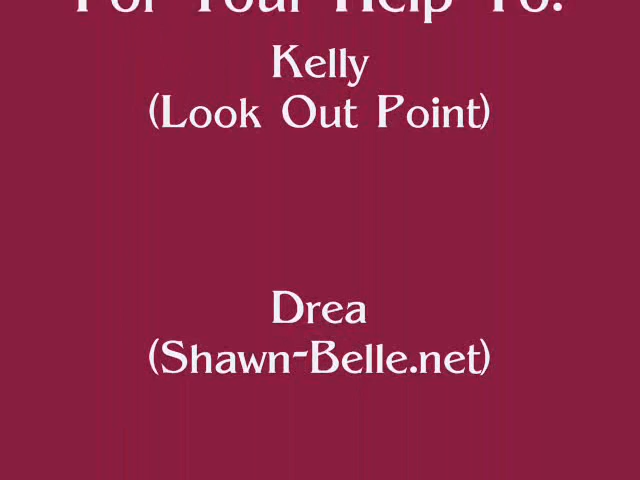 For Your Help To:
Kelly
(Look Out Point)
Drea
(Shawn-Belle.net)